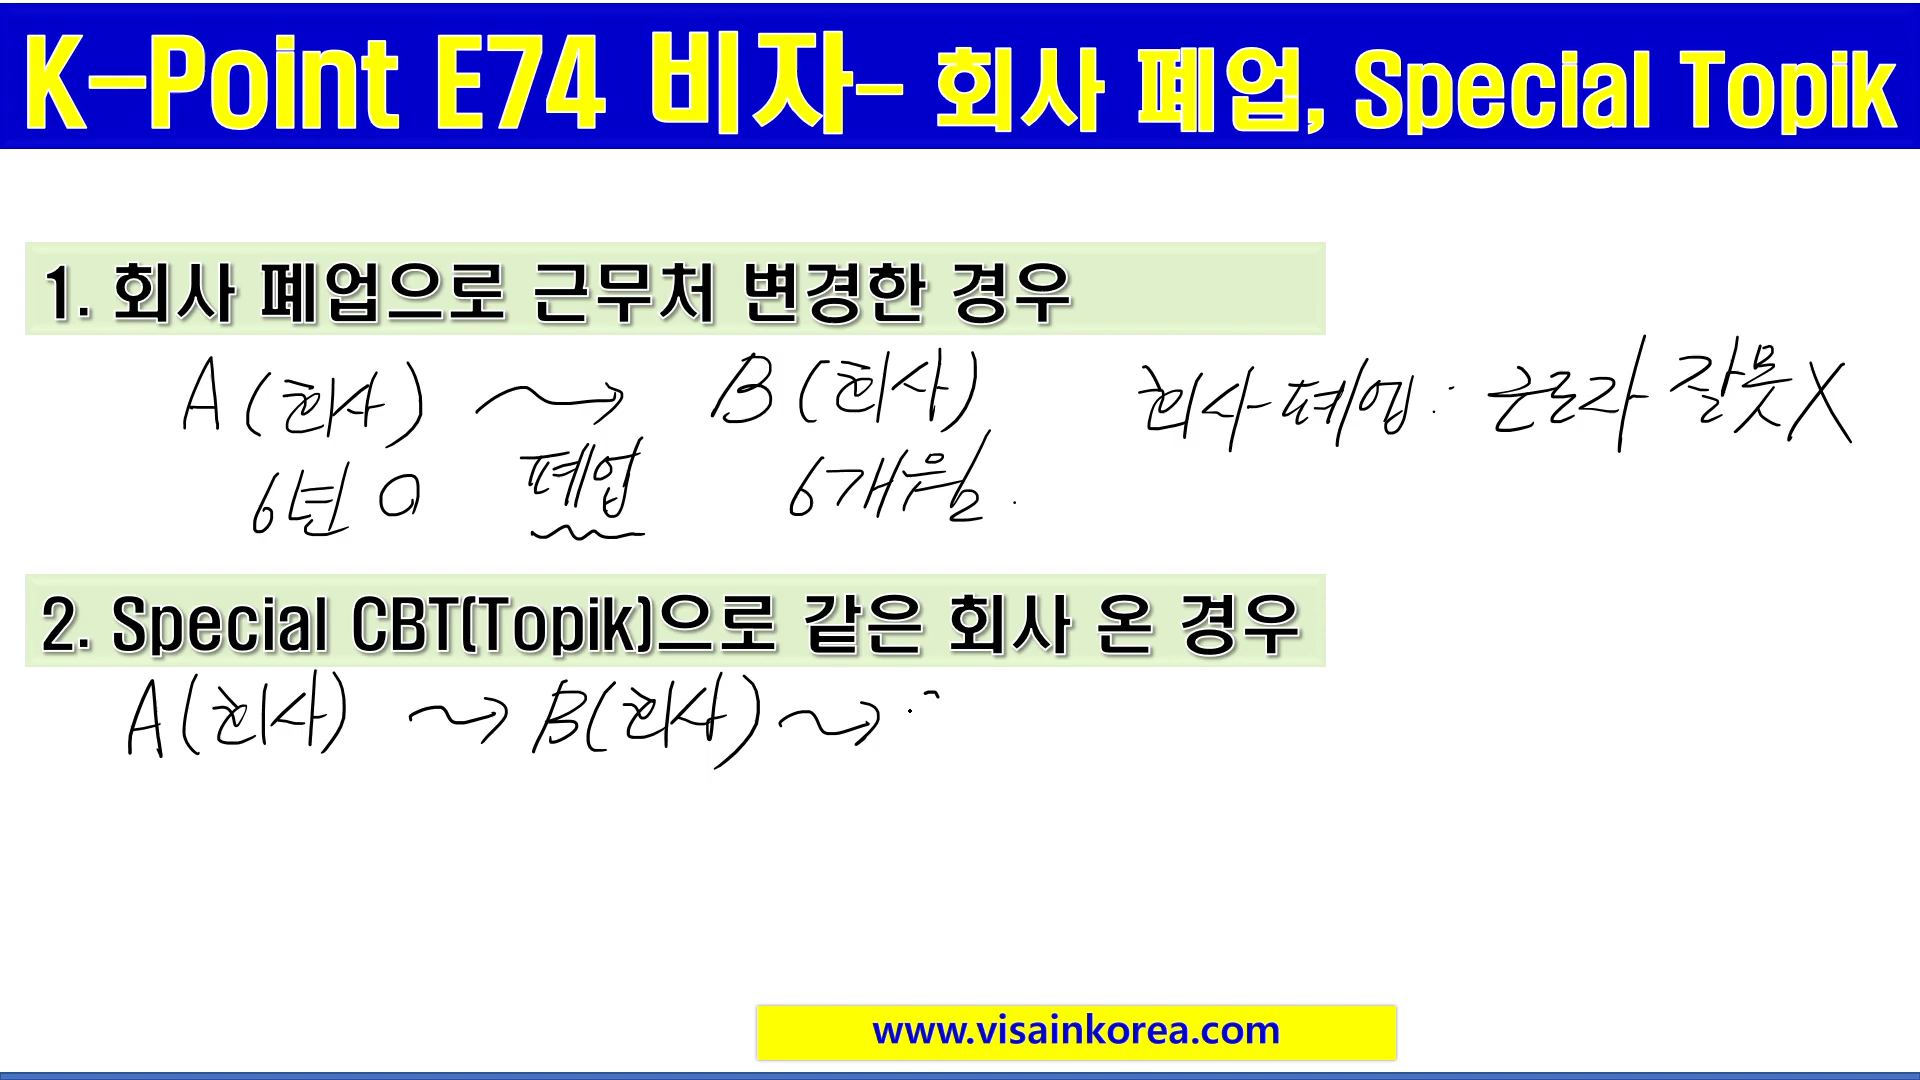 K-Point E74 비자- 회사 폐업, Special Topik
1. 회사 폐업으로 근무처 변경한 경우
A (회사) → B (회사) 회사 폐업: 근로자 잘못 X
6년 0 폐업 6개월.
2. Special CBT(Topik)으로 같은 회사 온 경우
A (회사) → B (회사) →
www.visainkorea.com